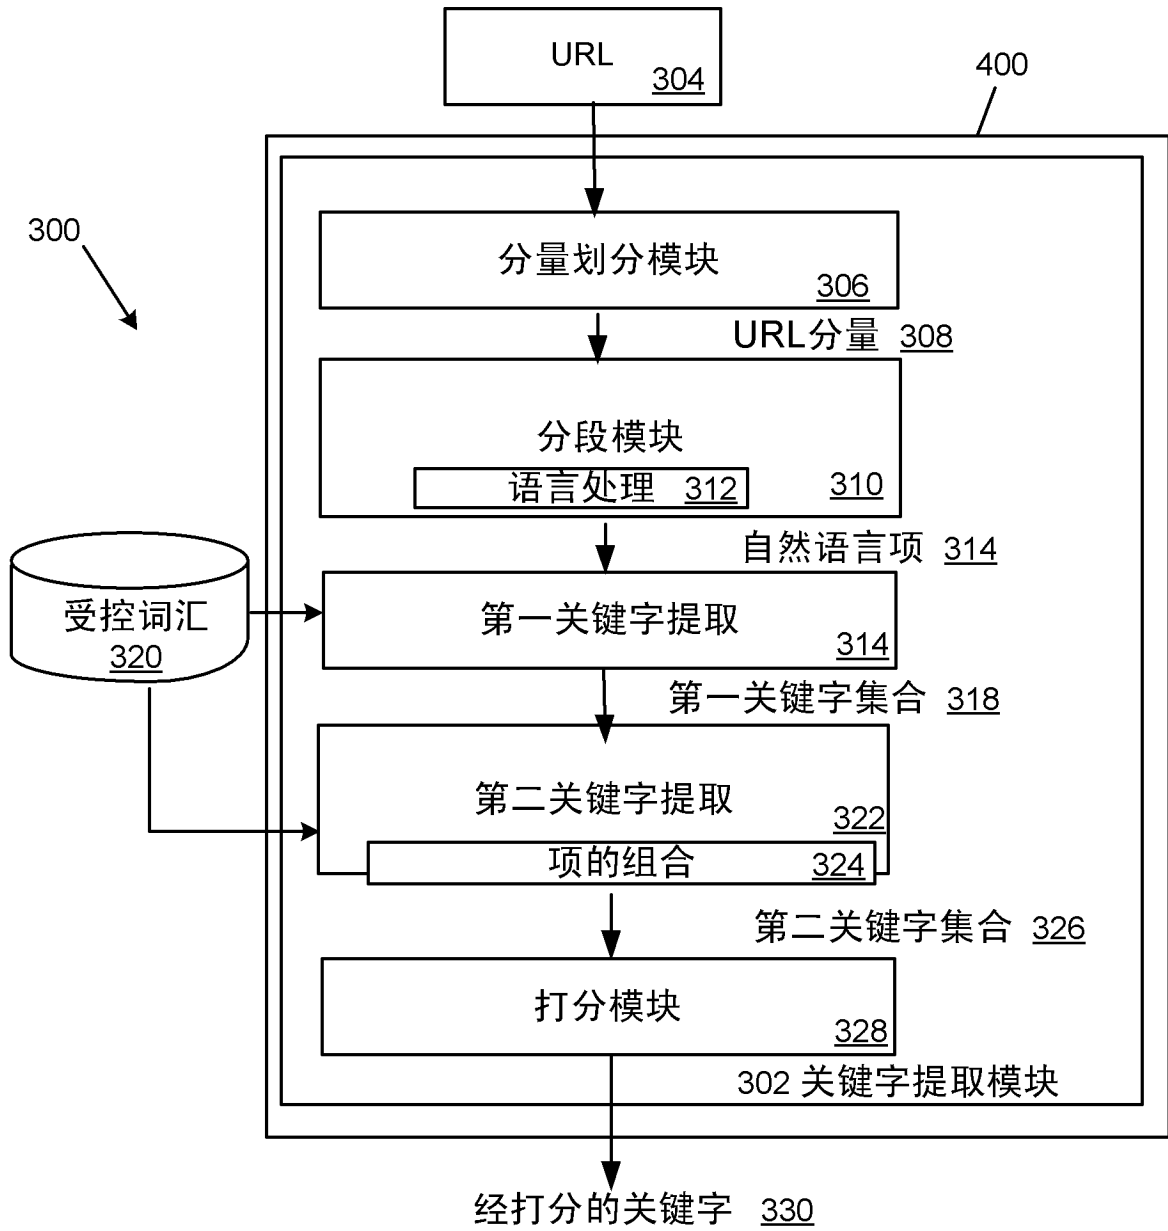 URL
304
400
300
分量划分模块
306
URL分量 308
分段模块
语言处理 312
310
自然语言项 314
受控词汇
320
第一关键字提取
314
第一关键字集合 318
第二关键字提取
322
项的组合 324
第二关键字集合 326
打分模块
328
302 关键字提取模块
经打分的关键字 330